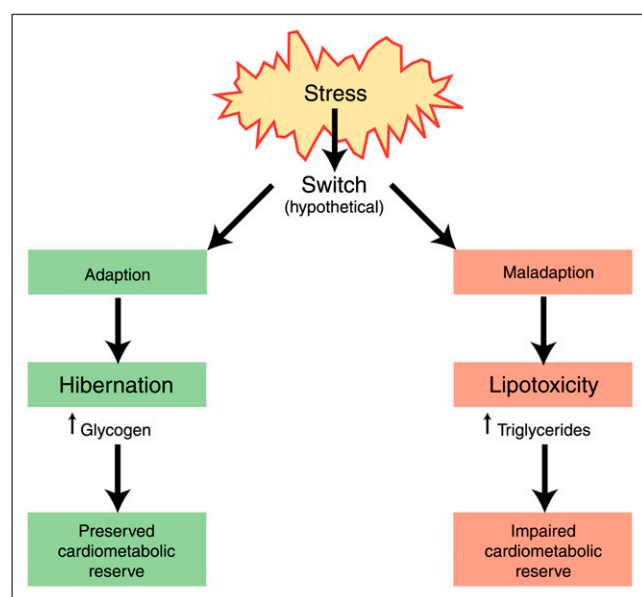 Stress
Switch
(hypothetical)
Adaption
Maladaption
Hibernation
Lipotoxicity
↑ Glycogen
↑ Triglycerides
Preserved
cardiometabolic
reserve
Impaired
cardiometabolic
reserve